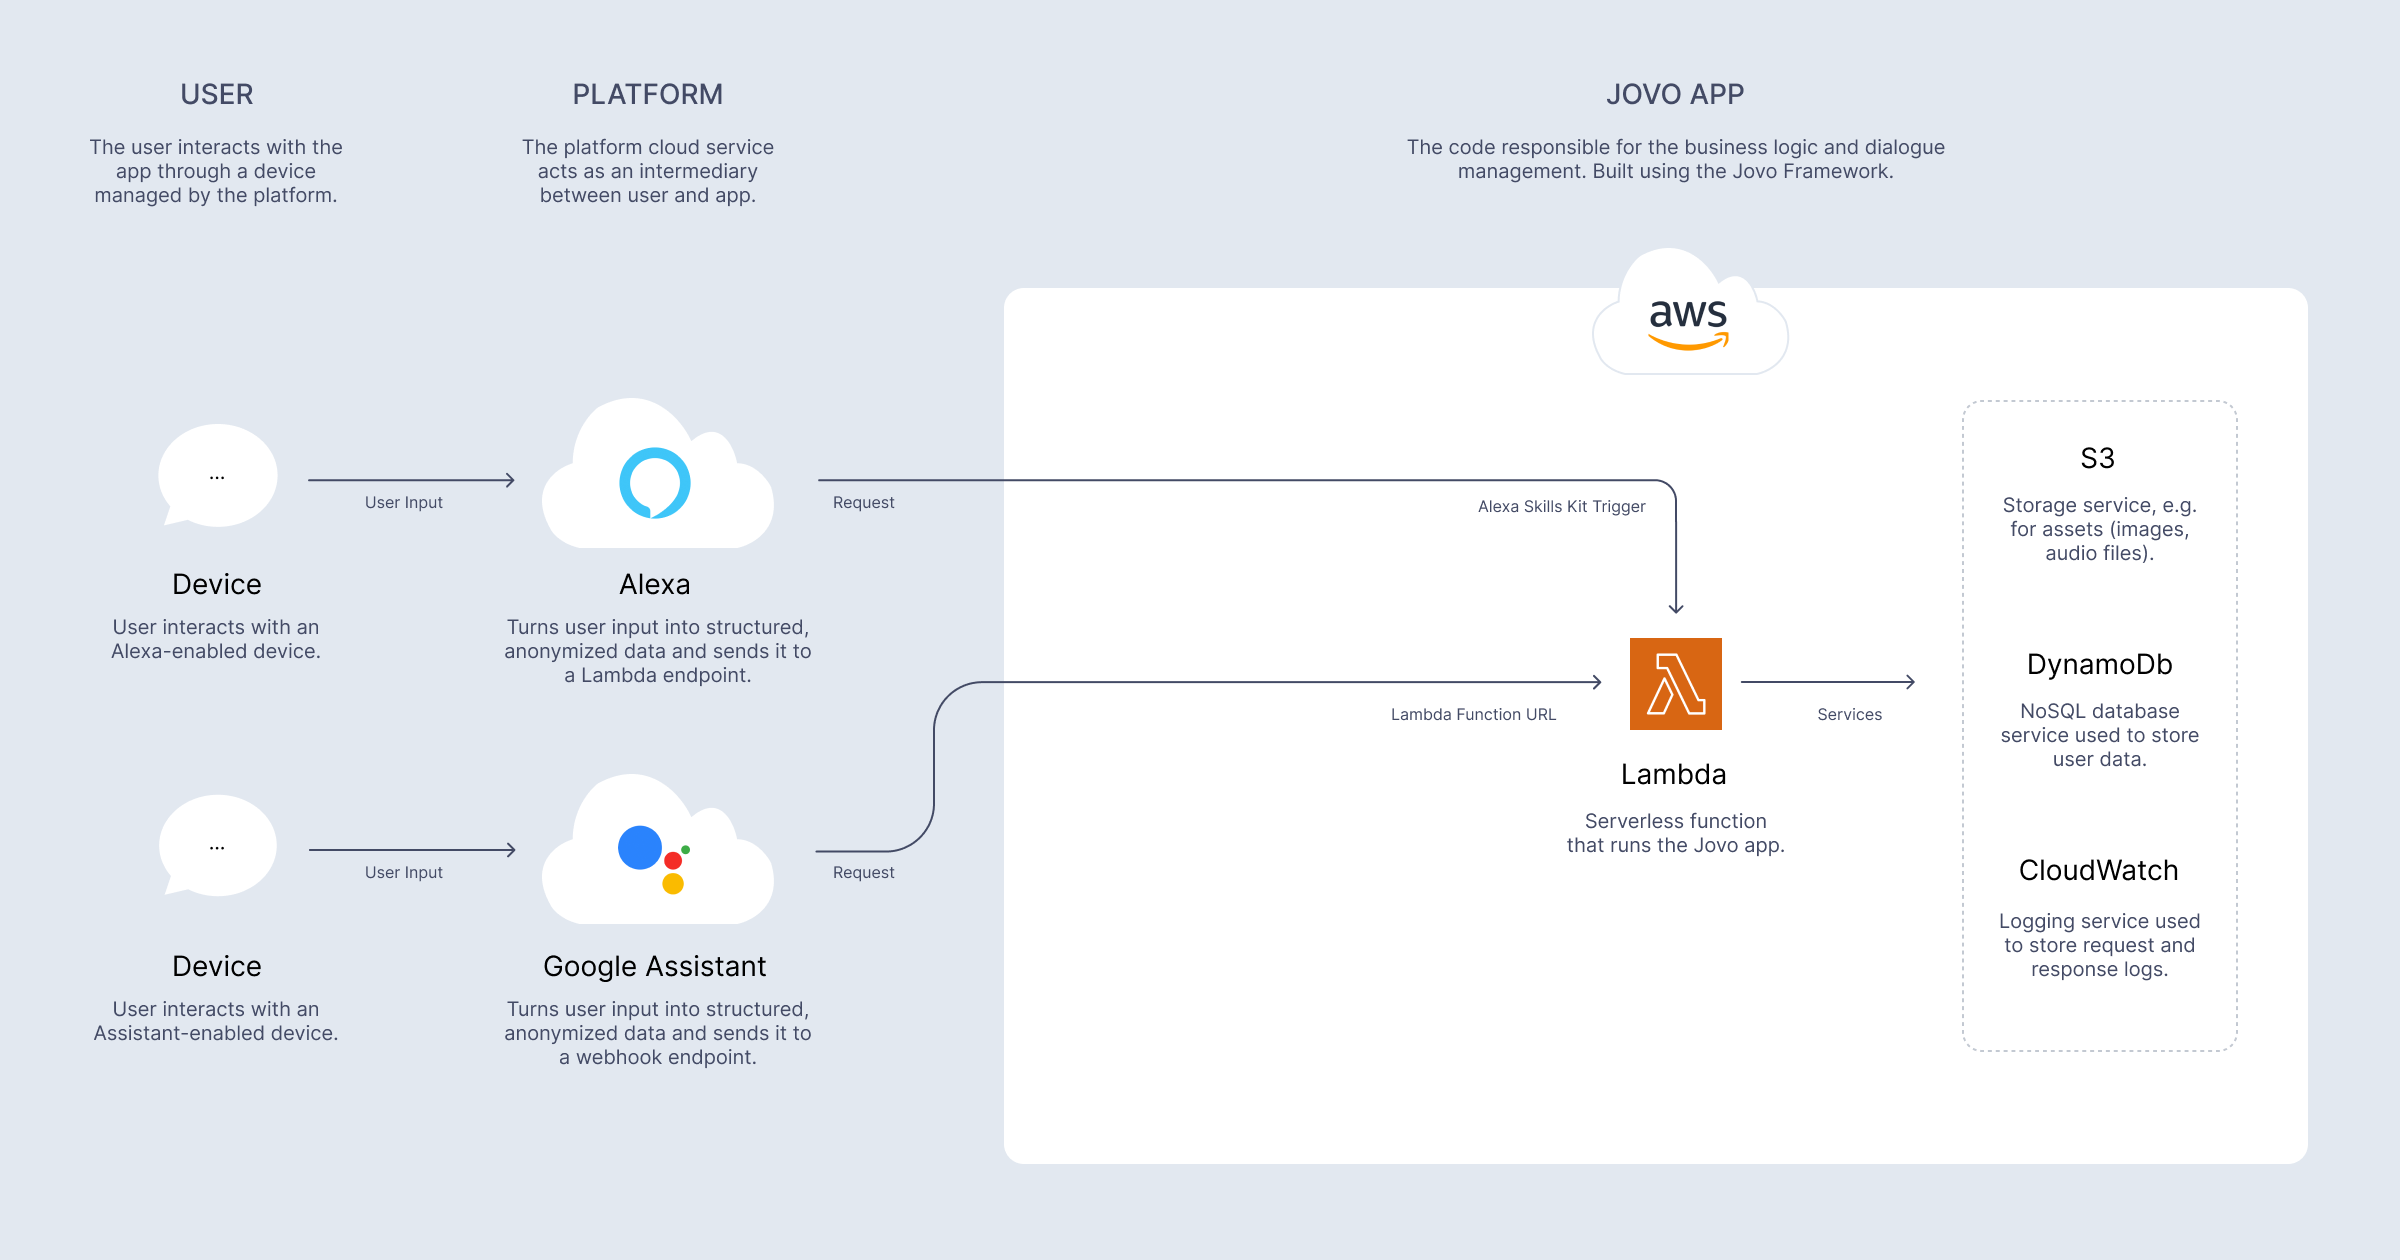 USER
The user interacts with the
app through a device
managed by the platform.
PLATFORM
The platform cloud service
acts as an intermediary
between user and app.
JOVO APP
The code responsible for the business logic and dialogue
management. Built using the Jovo Framework.
aws
...
User Input
Device
User interacts with an
Alexa-enabled device.
Request
Alexa
Turns user input into structured,
anonymized data and sends it to
a Lambda endpoint.
Alexa Skills Kit Trigger
...
User Input
Device
User interacts with an
Assistant-enabled device.
Request
Google Assistant
Turns user input into structured,
anonymized data and sends it to
a webhook endpoint.
Lambda Function URL
Lambda
Serverless function
that runs the Jovo app.
Services
S3
Storage service, e.g.
for assets (images,
audio files).
DynamoDb
NoSQL database
service used to store
user data.
CloudWatch
Logging service used
to store request and
response logs.